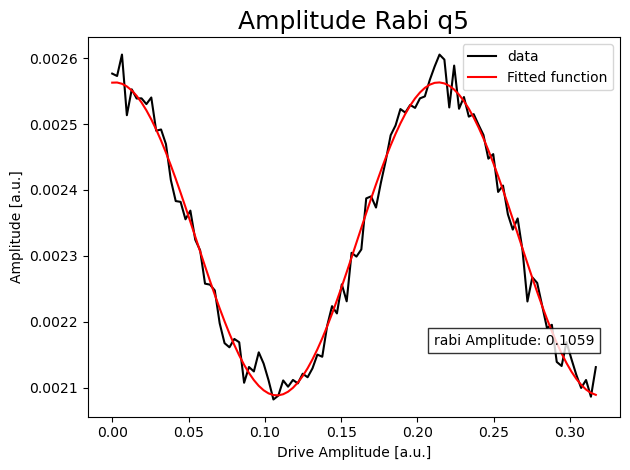 Amplitude Rabi q5
data
Fitted function
0.0026
0.0025
0.0024
0.0023
0.0022
0.0021
Amplitude [a.u.]
rabi Amplitude: 0.1059
0.00
0.05
0.10
0.15
0.20
0.25
0.30
Drive Amplitude [a.u.]